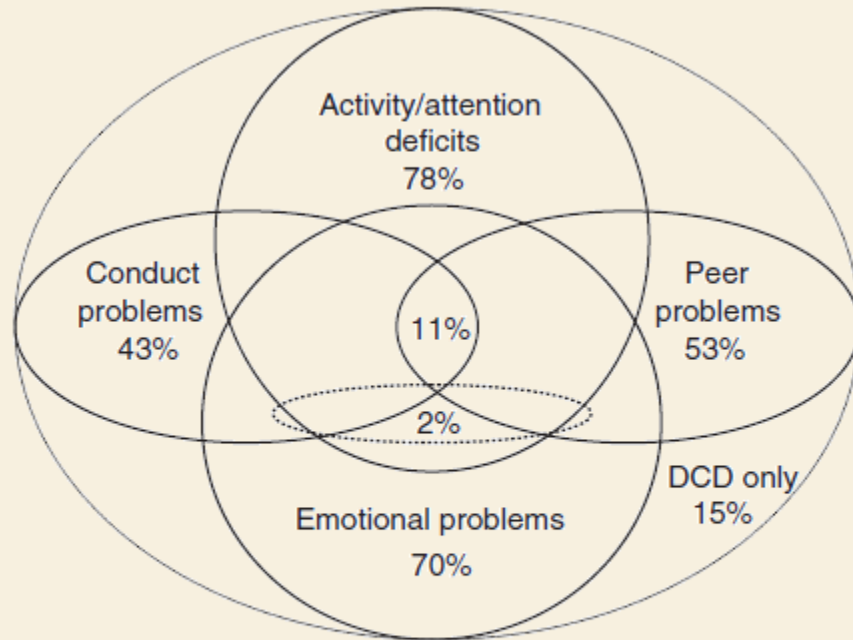 Activity/attention
deficits
78%
Conduct
problems
43%
11%
Peer
problems
53%
2%
DCD only
15%
Emotional problems
70%